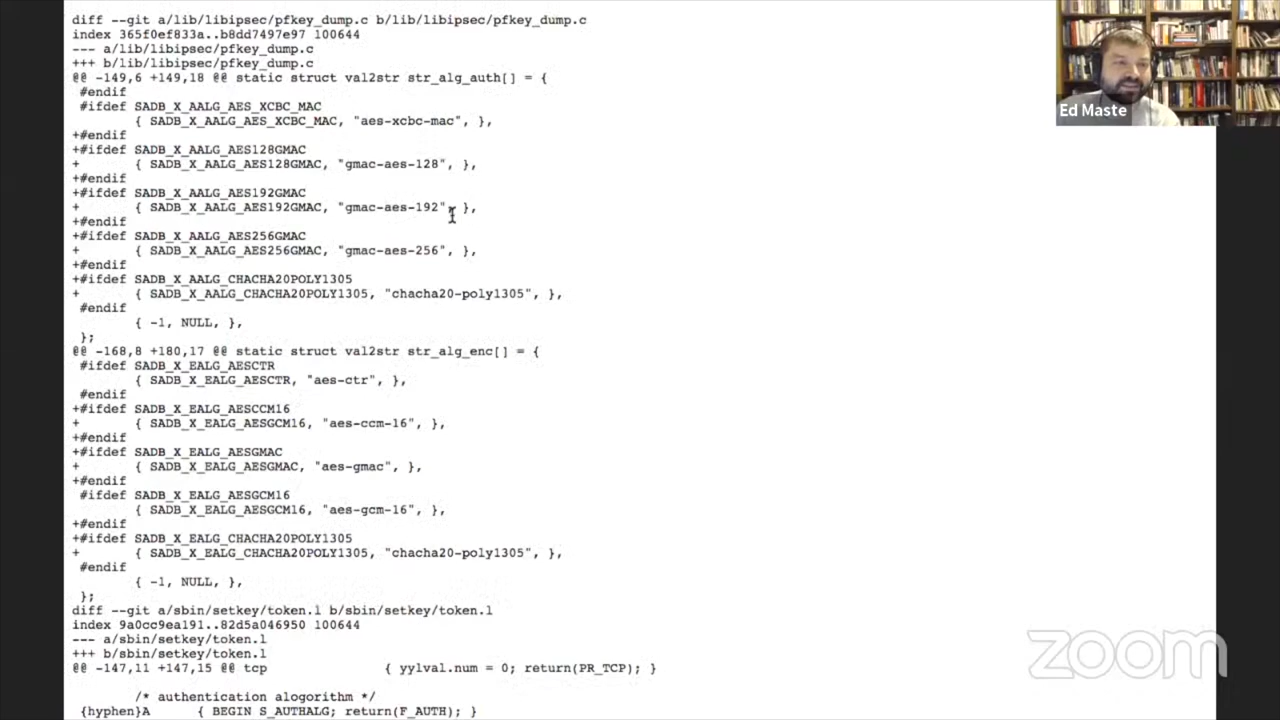 diff --git a/lib/libipsec/pfkey_dump.c b/lib/libipsec/pfkey_dump.c
index 365f0ef833a..b8dd7497e97 100644
--- a/lib/libipsec/pfkey_dump.c
+++ b/lib/libipsec/pfkey_dump.c
@@ -149,6 +149,18 @@ static struct val2str str_alg_auth[] = {
 #endif
 #ifdef SADB_X_AALG_AES_XCBC_MAC
        { SADB_X_AALG_AES_XCBC_MAC, "aes-xcbc-mac", },
+#endif
+#ifdef SADB_X_AALG_AES128GMAC
+       { SADB_X_AALG_AES128GMAC, "gmac-aes-128", },
+#endif
+#ifdef SADB_X_AALG_AES192GMAC
+       { SADB_X_AALG_AES192GMAC, "gmac-aes-192", },
+#endif
+#ifdef SADB_X_AALG_AES256GMAC
+       { SADB_X_AALG_AES256GMAC, "gmac-aes-256", },
+#endif
+#ifdef SADB_X_AALG_CHACHA20POLY1305
+       { SADB_X_AALG_CHACHA20POLY1305, "chacha20-poly1305", },
 #endif
        { -1, NULL, },
 };
@@ -168,8 +180,17 @@ static struct val2str str_alg_enc[] = {
 #ifdef SADB_X_EALG_AESCTR
        { SADB_X_EALG_AESCTR, "aes-ctr", },
 #endif
+#ifdef SADB_X_EALG_AESCCM16
+       { SADB_X_EALG_AESGCM16, "aes-ccm-16", },
+#endif
+#ifdef SADB_X_EALG_AESGMAC
+       { SADB_X_EALG_AESGMAC, "aes-gmac", },
+#endif
 #ifdef SADB_X_EALG_AESGCM16
        { SADB_X_EALG_AESGCM16, "aes-gcm-16", },
+#endif
+#ifdef SADB_X_EALG_CHACHA20POLY1305
+       { SADB_X_EALG_CHACHA20POLY1305, "chacha20-poly1305", },
 #endif
        { -1, NULL, },
 };
diff --git a/sbin/setkey/token.l b/sbin/setkey/token.l
index 9a0cc9ea191..82d5a046950 100644
--- a/sbin/setkey/token.l
+++ b/sbin/setkey/token.l
@@ -147,11 +147,15 @@ tcp               { yylval.num = 0; return(PR_TCP); }
        /* authentication alogorithm */
 {hyphen}A      { BEGIN S_AUTHALG; return(F_AUTH); }
Ed Maste
zoom